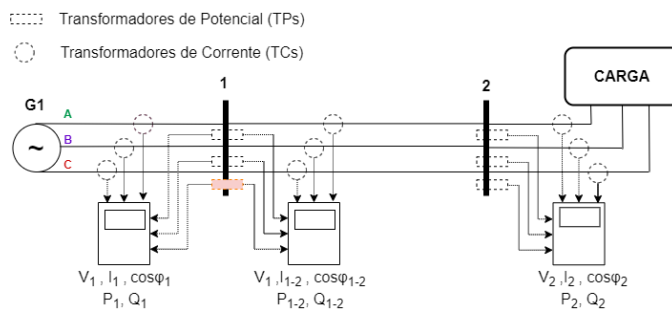 Transformadores de Potencial (TPs)
Transformadores de Corrente (TCs)
CARGA
1
2
G1
A
B
C
~
V₁ , I₁ , cosφ₁
P₁, Q₁
V₁ , I₁₋₂ , cosφ₁₋₂
P₁₋₂, Q₁₋₂
V₂ , I₂ , cosφ₂
P₂, Q₂